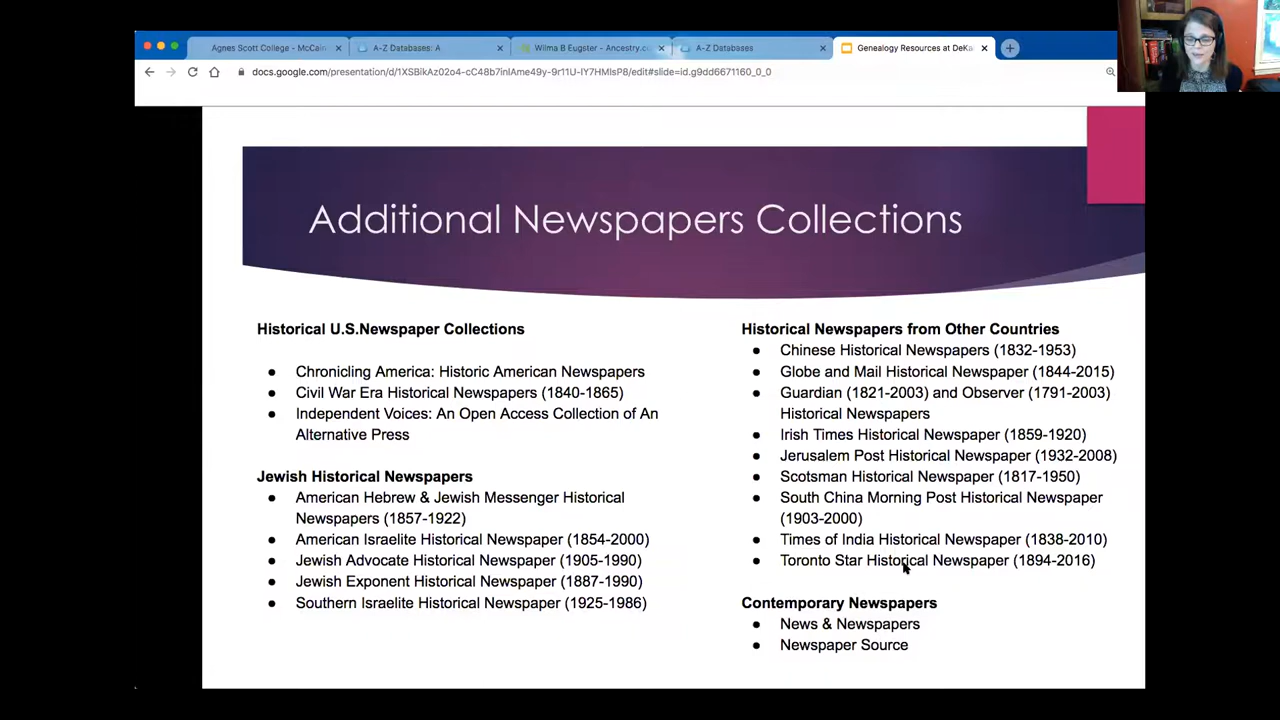 Agnes Scott College - McCain
A-Z Databases: A
Wilma B Eugster - Ancestry.co
A-Z Databases
Genealogy Resources at DeKa
docs.google.com/presentation/d/1XSBikAz02o4-cC48b7inIAme49y-9r11U-IY7HMlsP8/edit#slide=id.g9dd6671160_0_0
Additional Newspapers Collections
Historical U.S.Newspaper Collections
• Chronicling America: Historic American Newspapers
• Civil War Era Historical Newspapers (1840-1865)
• Independent Voices: An Open Access Collection of An
Alternative Press
Jewish Historical Newspapers
• American Hebrew & Jewish Messenger Historical
Newspapers (1857-1922)
• American Israelite Historical Newspaper (1854-2000)
• Jewish Advocate Historical Newspaper (1905-1990)
• Jewish Exponent Historical Newspaper (1887-1990)
• Southern Israelite Historical Newspaper (1925-1986)
Historical Newspapers from Other Countries
• Chinese Historical Newspapers (1832-1953)
• Globe and Mail Historical Newspaper (1844-2015)
• Guardian (1821-2003) and Observer (1791-2003)
Historical Newspapers
• Irish Times Historical Newspaper (1859-1920)
• Jerusalem Post Historical Newspaper (1932-2008)
• Scotsman Historical Newspaper (1817-1950)
• South China Morning Post Historical Newspaper
(1903-2000)
• Times of India Historical Newspaper (1838-2010)
• Toronto Star Historical Newspaper (1894-2016)
Contemporary Newspapers
• News & Newspapers
• Newspaper Source